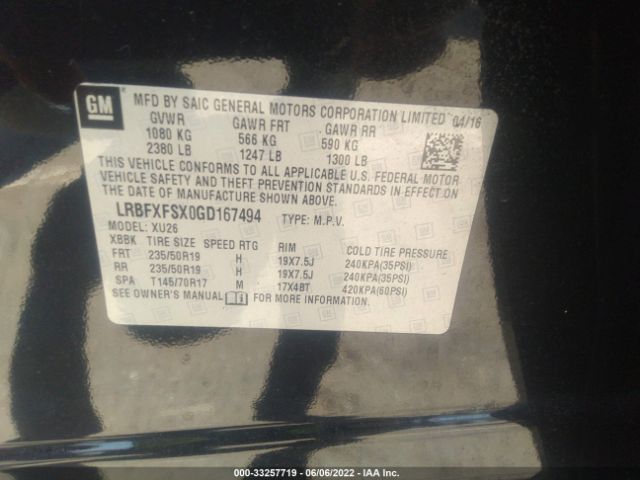 GM
MFD BY SAIC GENERAL MOTORS CORPORATION LIMITED 04/16
GVWR GAWR FRT GAWR RR
1080 KG 566 KG 590 KG
2380 LB 1247 LB 1300 LB
THIS VEHICLE CONFORMS TO ALL APPLICABLE U.S. FEDERAL MOTOR
VEHICLE SAFETY AND THEFT PREVENTION STANDARDS IN EFFECT ON
THE DATE OF MANUFACTURE SHOWN ABOVE.
LRBFXFSX0GD167494 TYPE: M.P.V.
MODEL: XU26
XBBK TIRE SIZE SPEED RTG RIM COLD TIRE PRESSURE
FRT 235/50R19 H 19X7.5J 240KPA(35PSI)
RR 235/50R19 H 19X7.5J 240KPA(35PSI)
SPA T145/70R17 M 17X4BT 420KPA(60PSI)
SEE OWNER'S MANUAL FOR MORE INFORMATION.
000-33257719 - 06/06/2022 - IAA Inc.